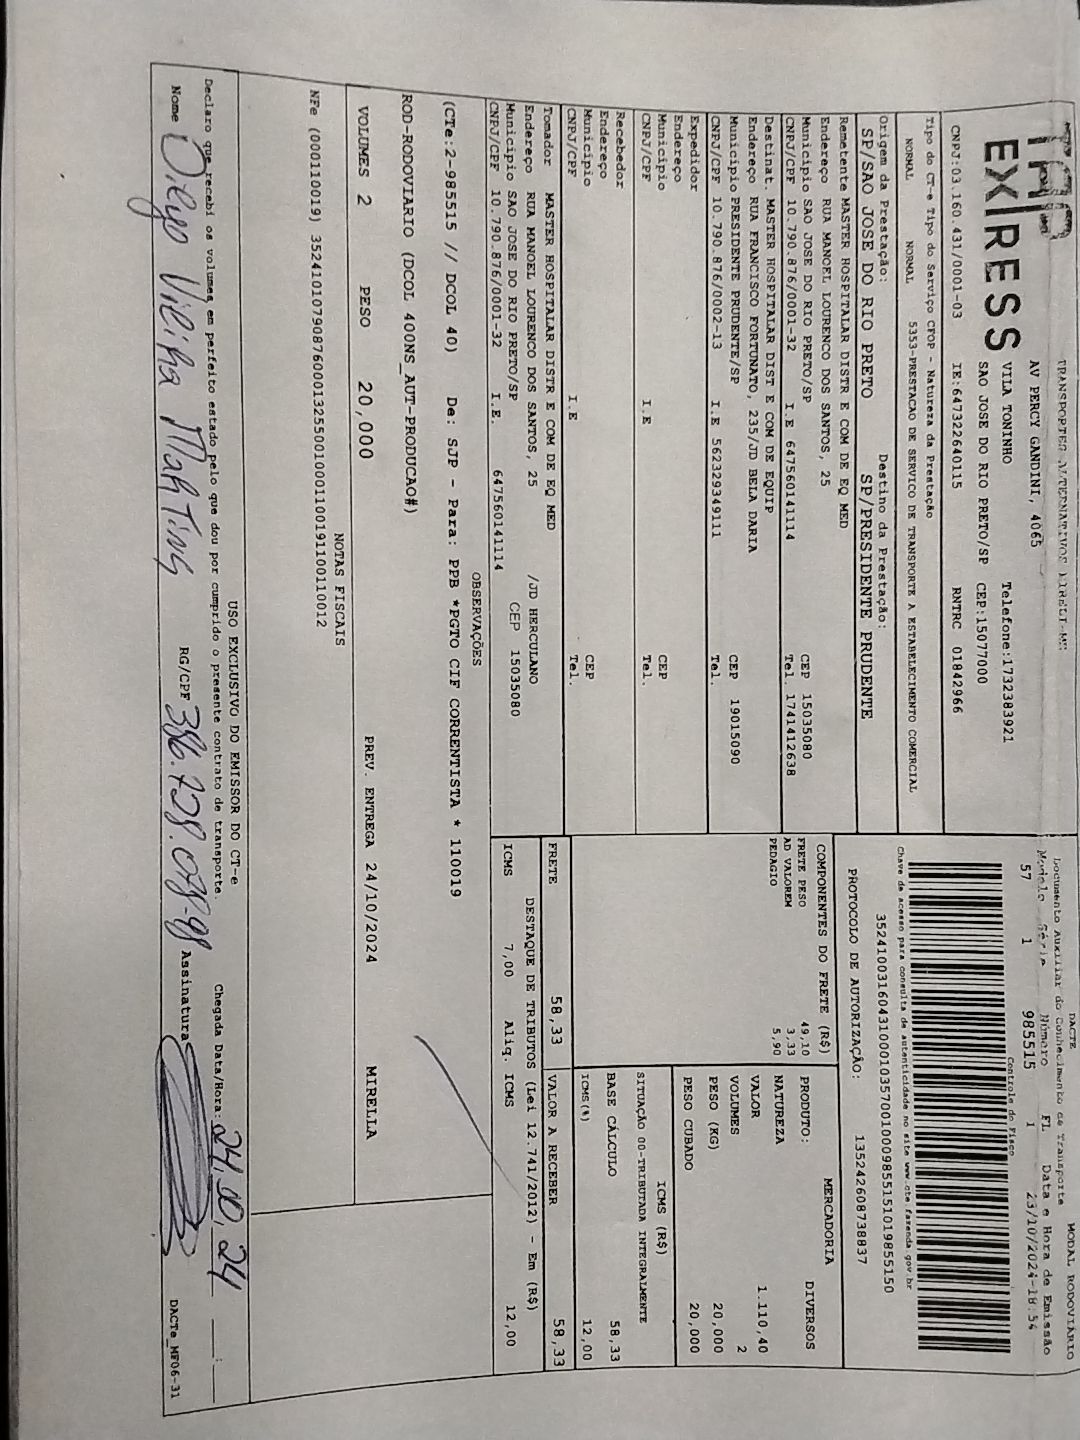 TRANSPORTES ALTERNATIVOS EIRELI-ME
EX|RESS
AV PERCY GANDINI, 4065
VILA TONINHO
Telefone:1732383921
SAO JOSE DO RIO PRETO/SP CEP:15077000
CNPJ:03.160.431/0001-03 IE:647322640115 RNTRC 01842966
Tipo do CT-e Tipo do Serviço CFOP - Natureza da Prestação
NORMAL NORMAL 5353-PRESTACAO DE SERVICO DE TRANSPORTE A ESTABELECIMENTO COMERCIAL
Origem da Prestação: Destino da Prestação:
SP/SAO JOSE DO RIO PRETO SP/PRESIDENTE PRUDENTE
Remetente MASTER HOSPITALAR DISTR E COM DE EQ MED
Endereço RUA MANOEL LOURENCO DOS SANTOS, 25
Município SAO JOSE DO RIO PRETO/SP CEP 15035080
CNPJ/CPF 10.790.876/0001-32 I.E 647560141114 Tel. 1741412638
Destinat. MASTER HOSPITALAR DIST E COM DE EQUIP
Endereço RUA FRANCISCO FORTUNATO, 235/JD BELA DARIA
Município PRESIDENTE PRUDENTE/SP CEP 19015090
CNPJ/CPF 10.790.876/0002-13 I.E 562329349111 Tel.
Expedidor
Endereço
Município CEP
CNPJ/CPF I.E Tel.
Recebedor
Endereço
Município CEP
CNPJ/CPF I.E Tel.
Tomador MASTER HOSPITALAR DISTR E COM DE EQ MED
Endereço RUA MANOEL LOURENCO DOS SANTOS, 25 /JD HERCULANO
Município SAO JOSE DO RIO PRETO/SP CEP 15035080
CNPJ/CPF 10.790.876/0001-32 I.E. 647560141114
DACTE MODAL RODOVIÁRIO
Documento Auxiliar do Conhecimento de Transporte
Modelo Série Número FL Data e Hora de Emissão
57 1 985515 1 23/10/2024-18:54
Controle do Fisco
Chave de acesso para consulta de autenticidade no site www.cte.fazenda.gov.br
35241003160431000103570010009855151019855150
PROTOCOLO DE AUTORIZAÇÃO: 135242608738837
COMPONENTES DO FRETE (R$)
FRETE PESO 49,10
AD VALOREM 3,33
PEDAGIO 5,90
MERCADORIA
PRODUTO: DIVERSOS
NATUREZA
VALOR 1.110,40
VOLUMES 2
PESO (KG) 20,000
PESO CUBADO 20,000
ICMS (R$)
SITUAÇÃO 00-TRIBUTADA INTEGRALMENTE
BASE CÁLCULO 58,33
ICMS (%) 12,00
FRETE 58,33 VALOR A RECEBER 58,33
DESTAQUE DE TRIBUTOS (Lei 12.741/2012) - Em (R$)
ICMS 7,00 Aliq. ICMS 12,00
OBSERVAÇÕES
(CTe:2-985515 // DCOL 40) De: SJP - Para: PPB *PGTO CIF CORRENTISTA * 110019
ROD-RODOVIARIO (DCOL 400NS_AUT-PRODUCAO#)
VOLUMES 2 PESO 20,000 PREV. ENTREGA 24/10/2024 MIRELLA
NOTAS FISCAIS
NFe (000110019) 35241010790876000132550010001100191100110012
USO EXCLUSIVO DO EMISSOR DO CT-e
Declaro que recebi os volumes em perfeito estado pelo que dou por cumprido o presente contrato de transporte. Chegada Data/Hora: 24,10,24 __:__
Nome Diego Martins RG/CPF 386.728.078-98 Assinatura
DACTe_MF06-31